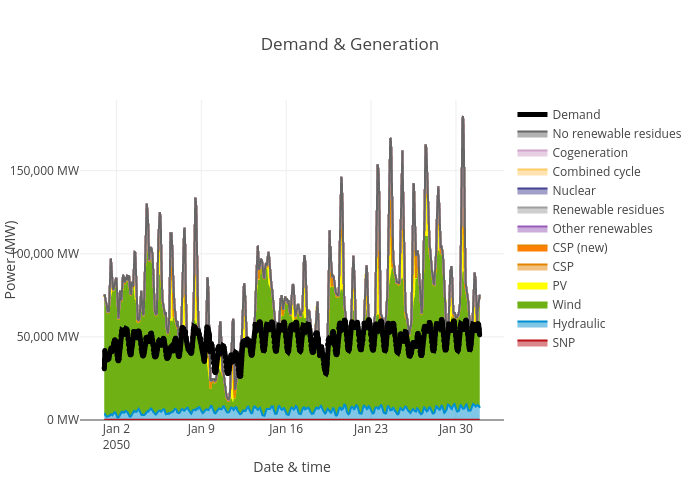 Demand & Generation
Demand
No renewable residues
Cogeneration
Combined cycle
Nuclear
Renewable residues
Other renewables
CSP (new)
CSP
PV
Wind
Hydraulic
SNP
150,000 MW
100,000 MW
50,000 MW
0 MW
Power (MW)
Jan 2
2050
Jan 9
Jan 16
Jan 23
Jan 30
Date & time